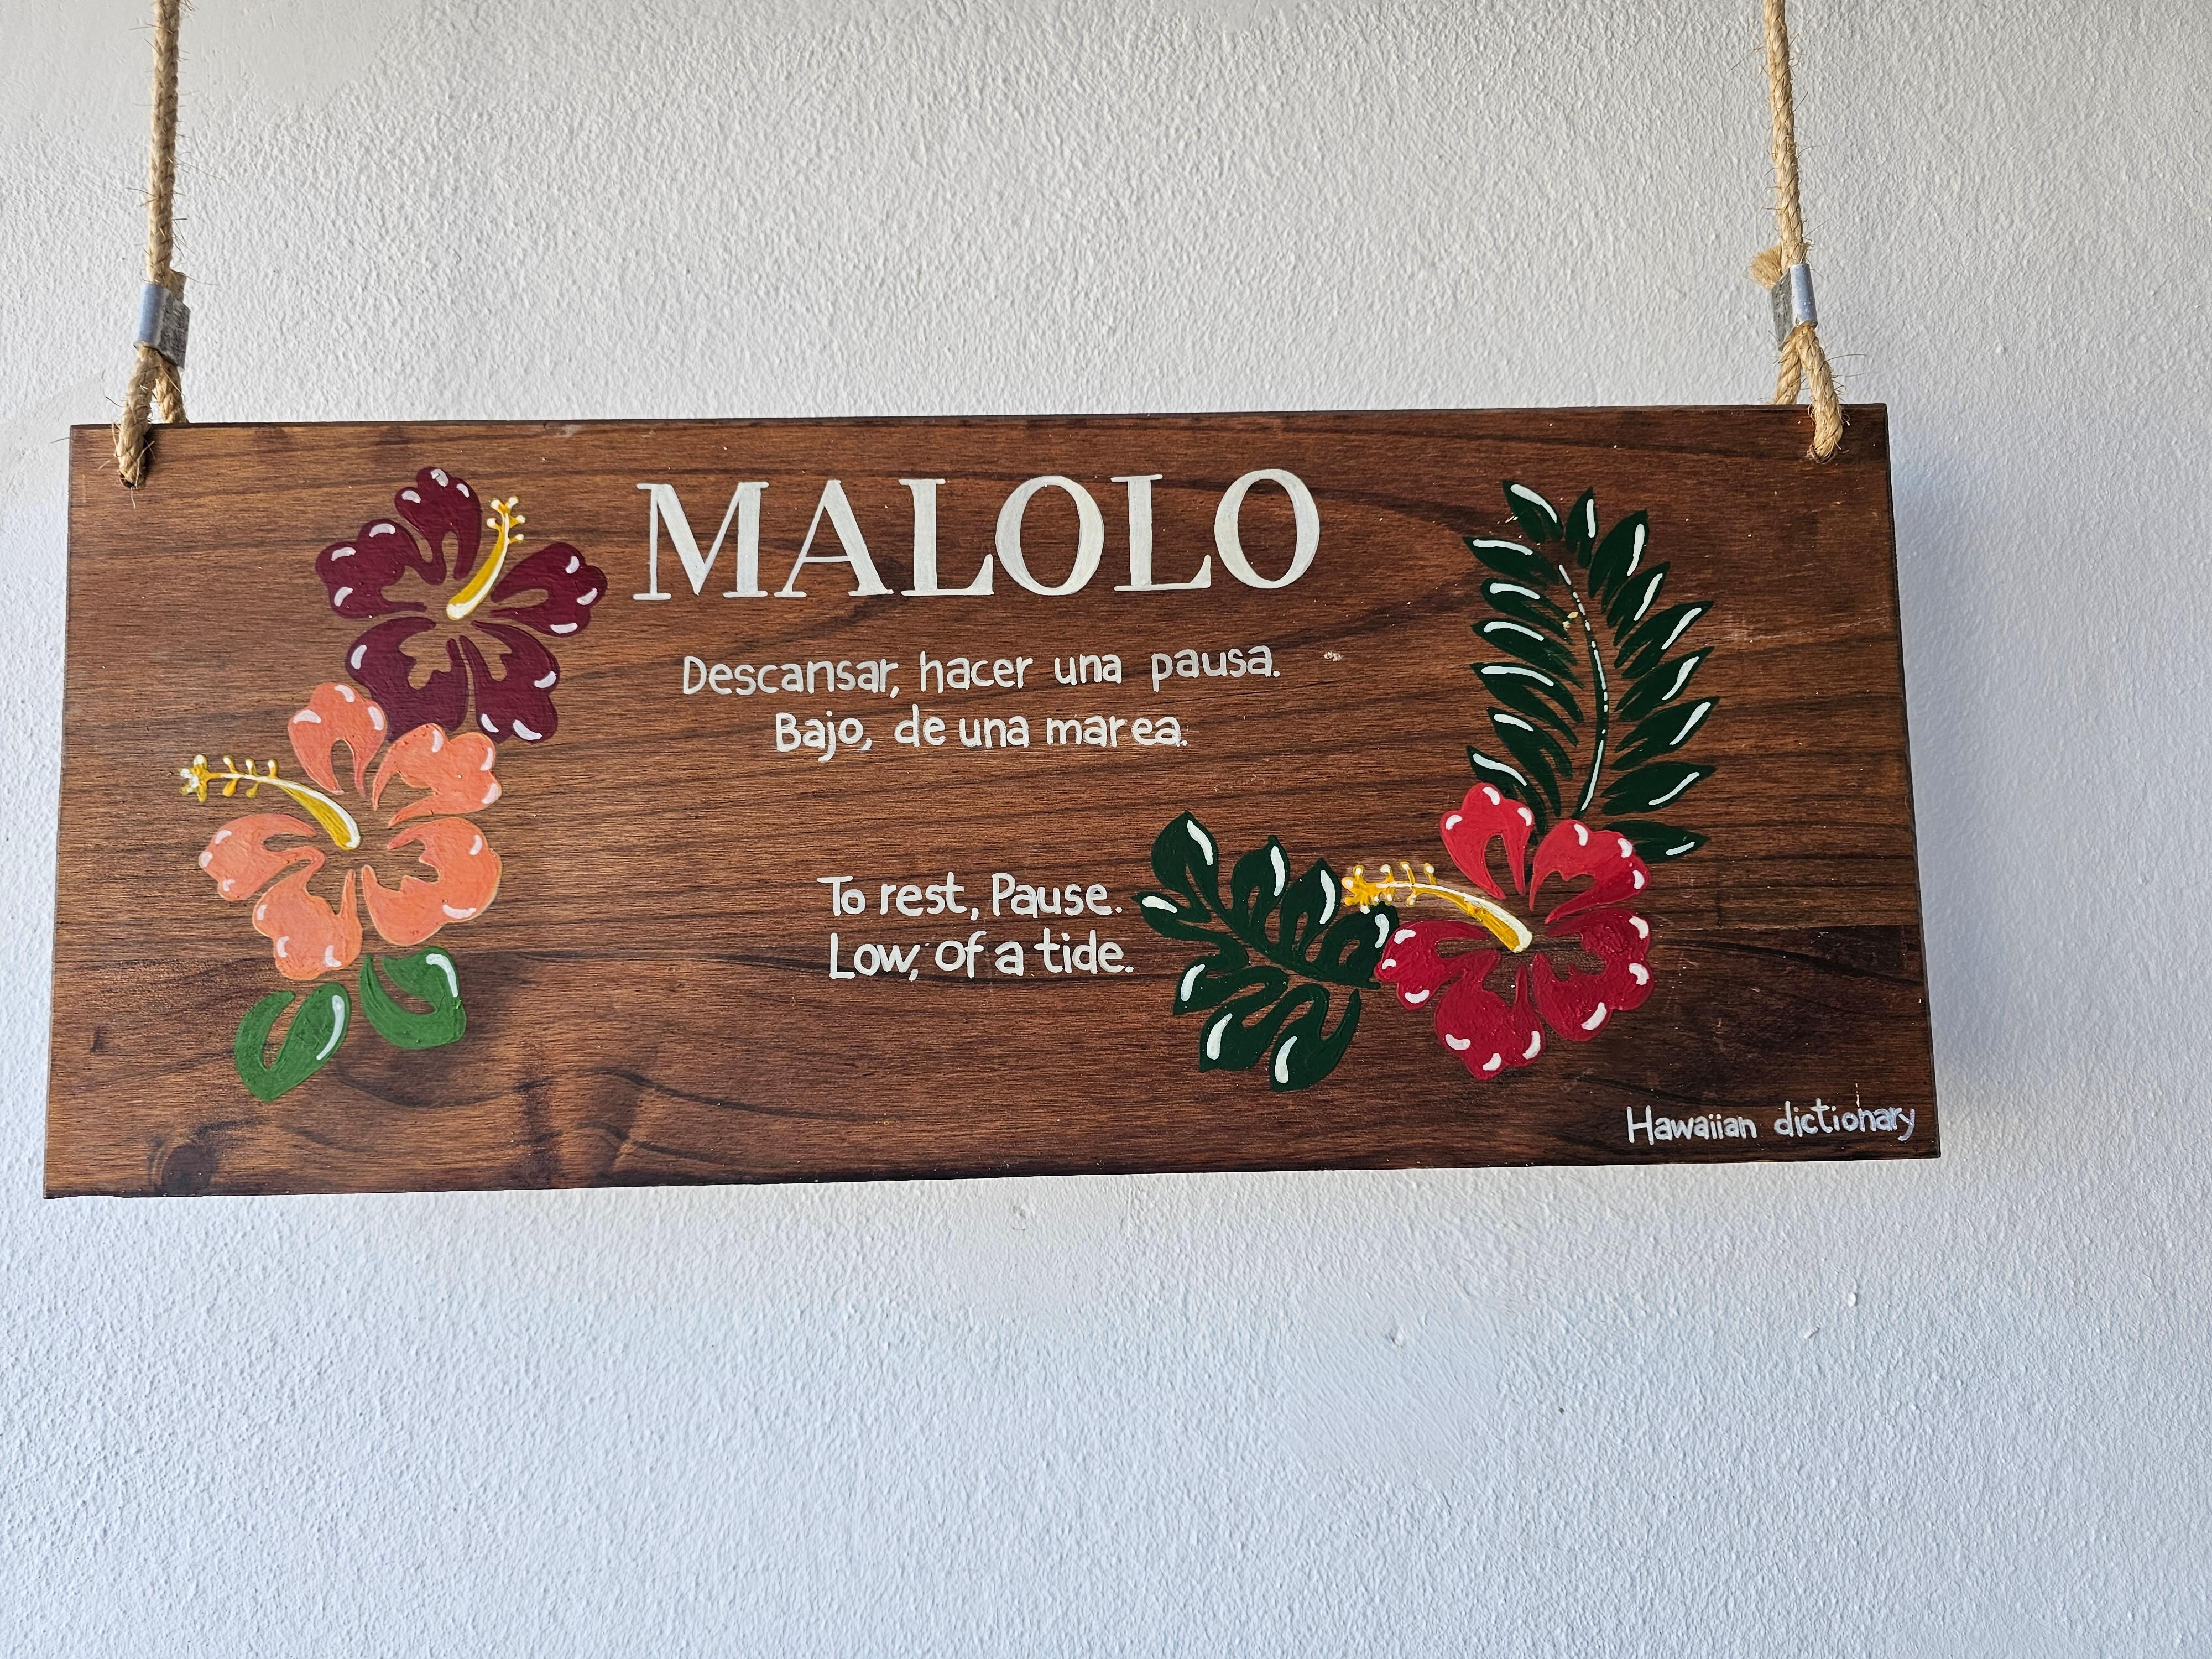 MALOLO
Descansar, hacer una pausa.
Bajo, de una marea.
To rest, Pause.
Low, of a tide.
Hawaiian dictionary